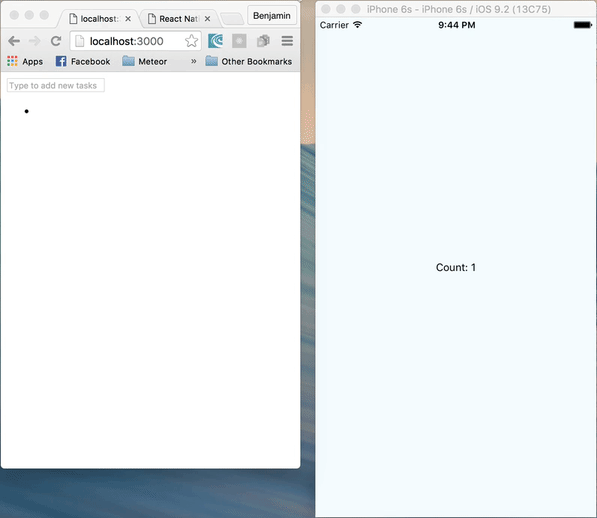 localhost:
React Nati
Benjamin
localhost:3000
Apps
Facebook
Meteor
»
Other Bookmarks
Type to add new tasks
•
iPhone 6s - iPhone 6s / iOS 9.2 (13C75)
Carrier
9:44 PM
Count: 1